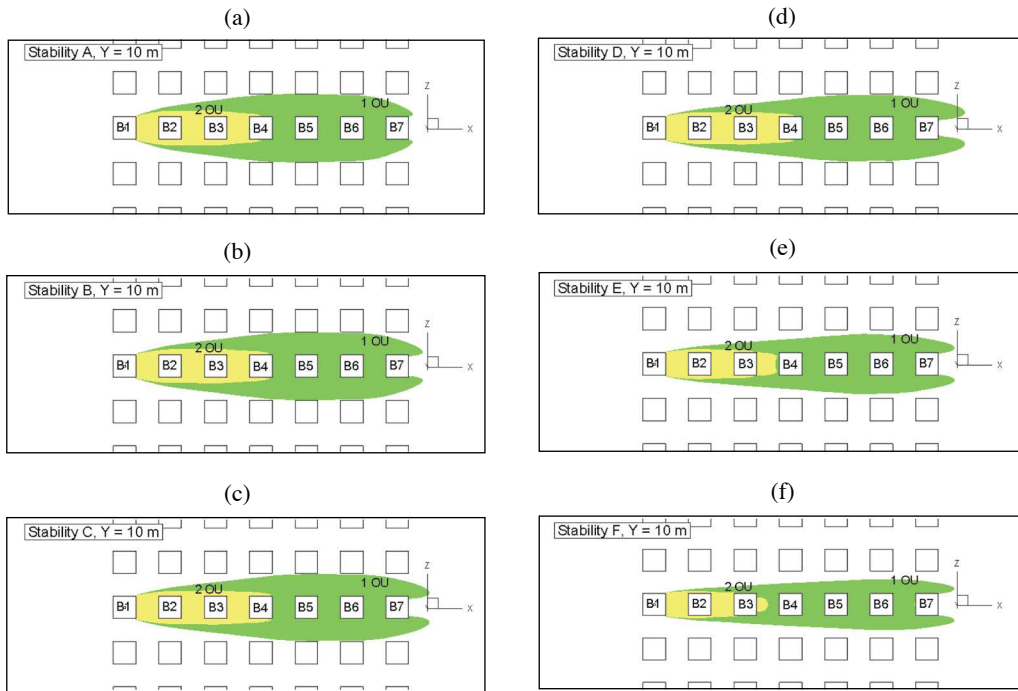 (a)
Stability A, Y = 10 m
2 OU
1 OU
B1 B2 B3 B4 B5 B6 B7
Z
Y
X
(b)
Stability B, Y = 10 m
2 OU
1 OU
B1 B2 B3 B4 B5 B6 B7
Z
Y
X
(c)
Stability C, Y = 10 m
2 OU
1 OU
B1 B2 B3 B4 B5 B6 B7
Z
Y
X
(d)
Stability D, Y = 10 m
2 OU
1 OU
B1 B2 B3 B4 B5 B6 B7
Z
Y
X
(e)
Stability E, Y = 10 m
2 OU
1 OU
B1 B2 B3 B4 B5 B6 B7
Z
Y
X
(f)
Stability F, Y = 10 m
2 OU
1 OU
B1 B2 B3 B4 B5 B6 B7
Z
Y
X